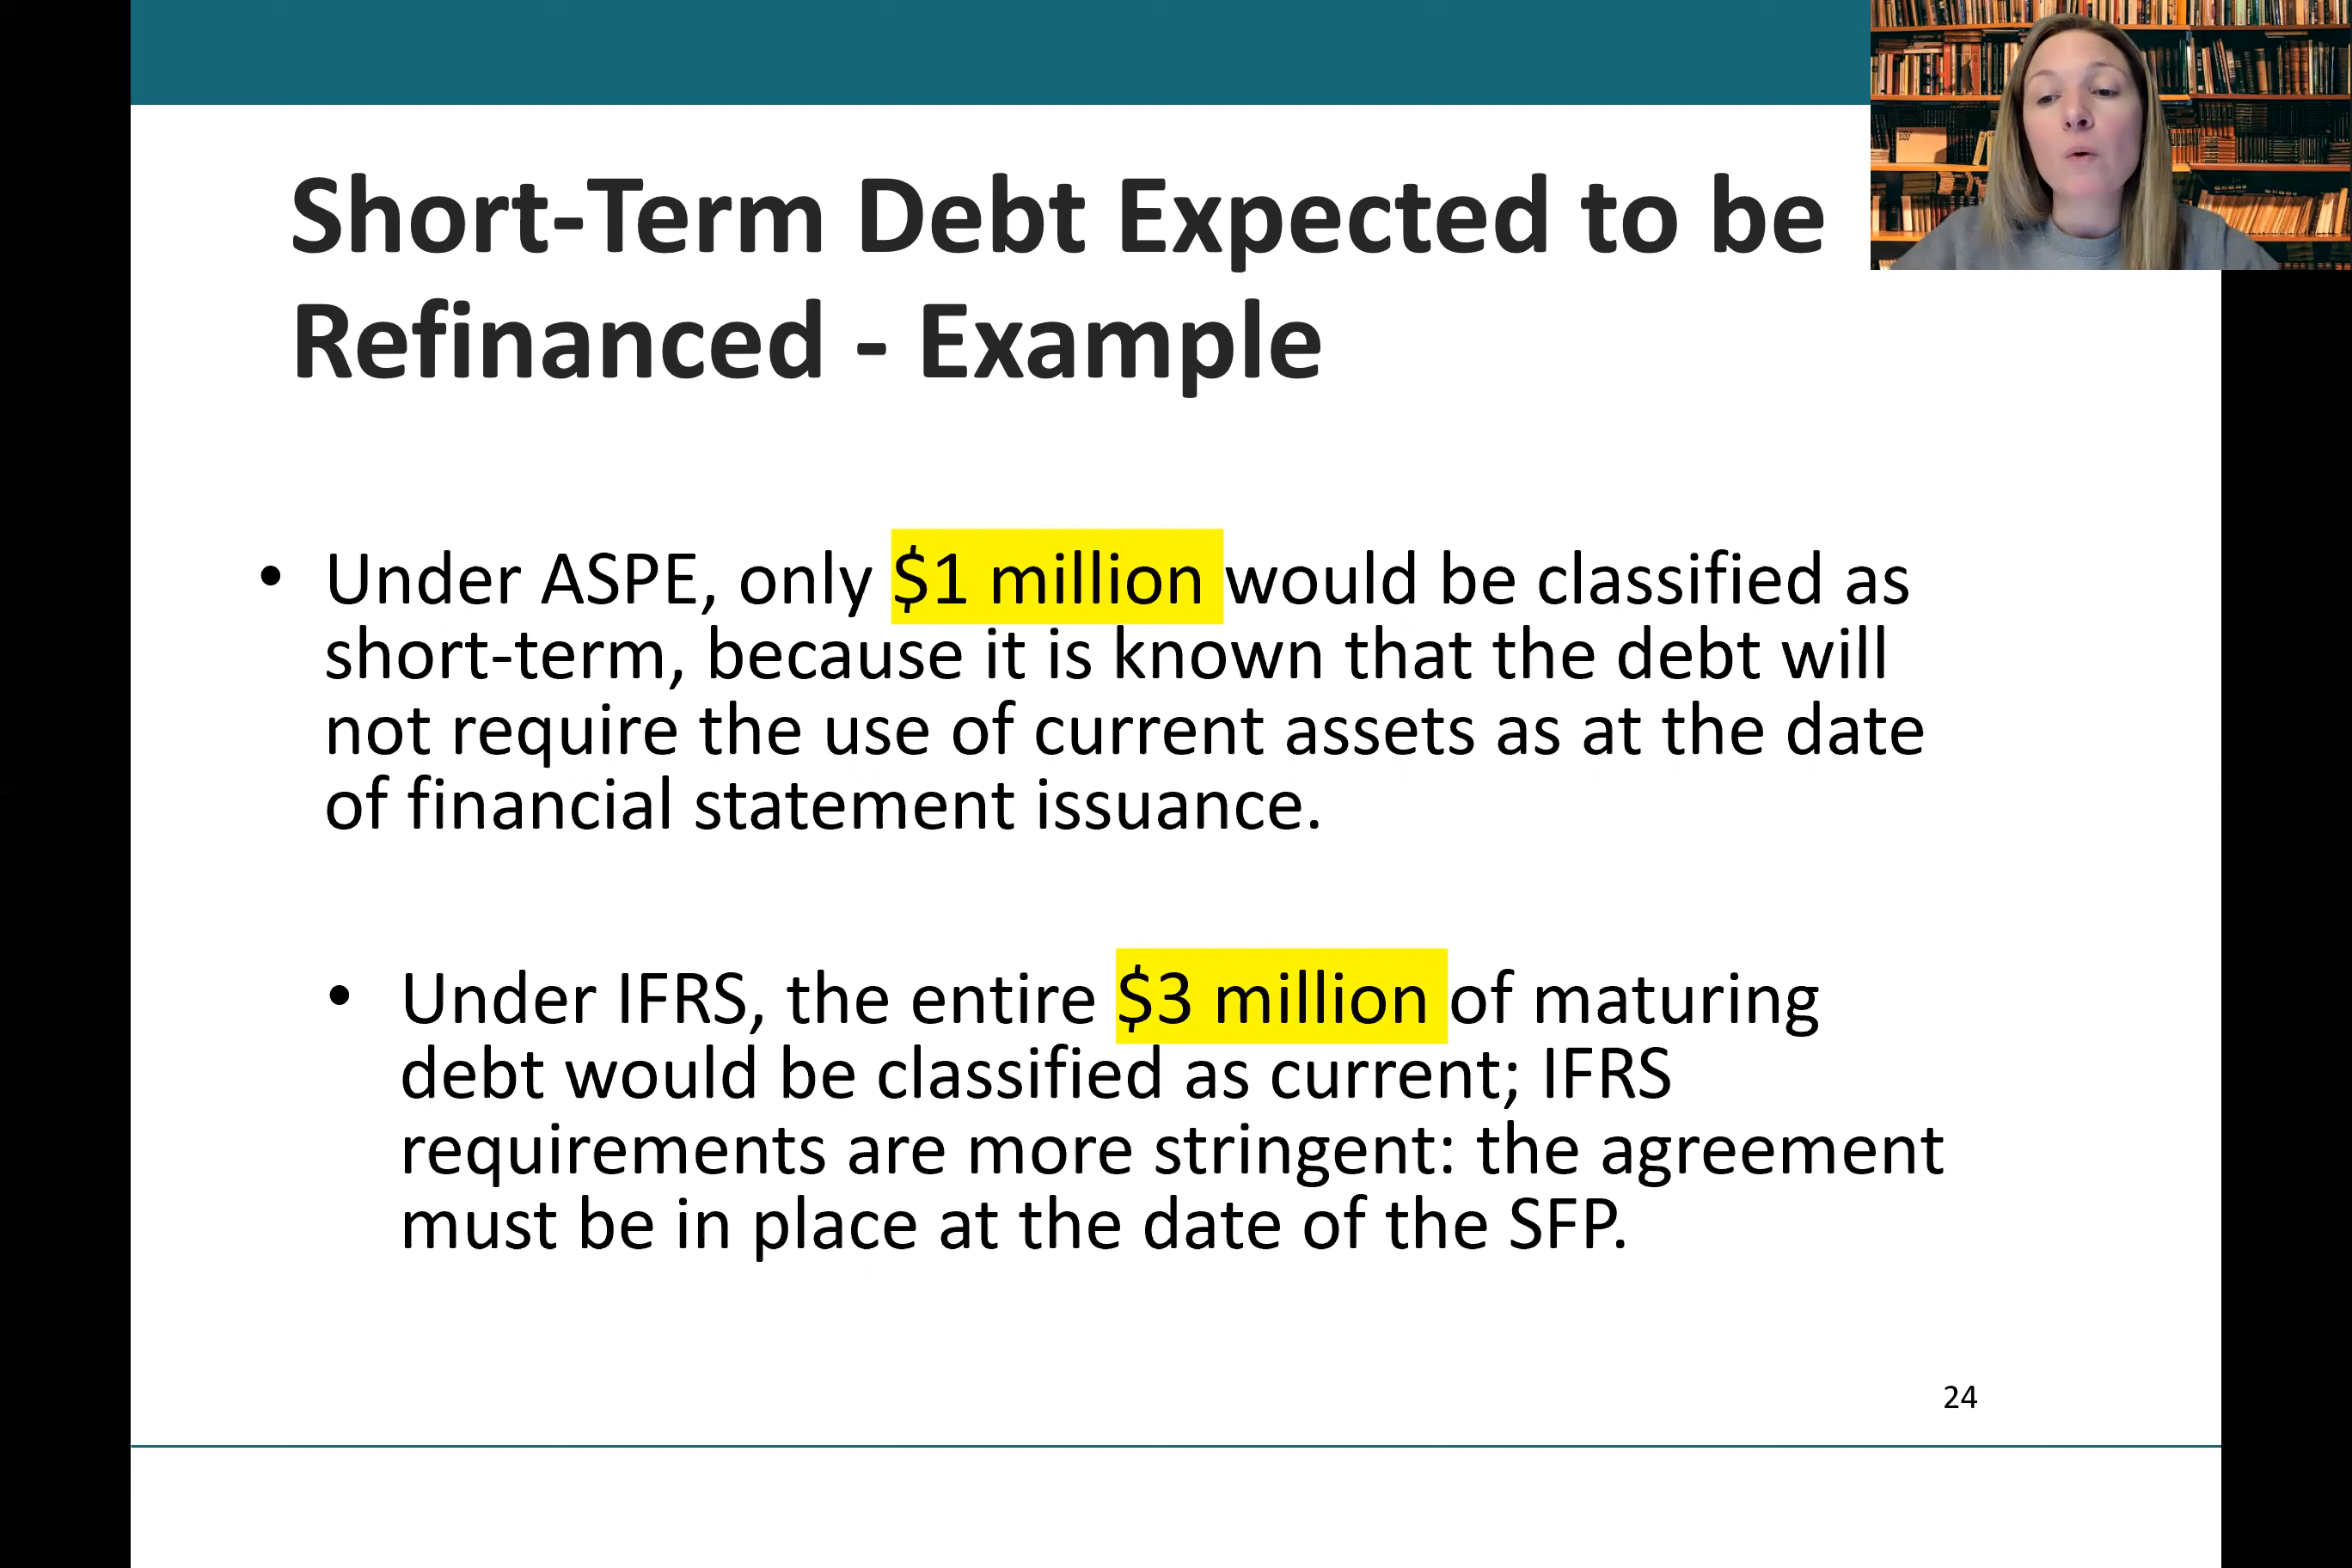 Short-Term Debt Expected to be
Refinanced - Example
• Under ASPE, only $1 million would be classified as
short-term, because it is known that the debt will
not require the use of current assets as at the date
of financial statement issuance.
• Under IFRS, the entire $3 million of maturing
debt would be classified as current; IFRS
requirements are more stringent: the agreement
must be in place at the date of the SFP.
24